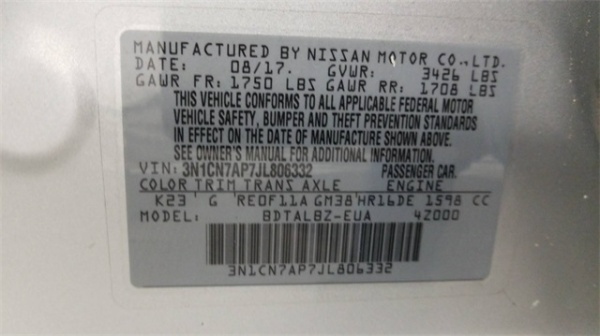 MANUFACTURED BY NISSAN MOTOR CO.,LTD.
DATE: 08/17. GVWR: 3426 LBS
GAWR FR: 1750 LBS GAWR RR: 1708 LBS
THIS VEHICLE CONFORMS TO ALL APPLICABLE FEDERAL MOTOR
VEHICLE SAFETY, BUMPER AND THEFT PREVENTION STANDARDS
IN EFFECT ON THE DATE OF MANUFACTURE SHOWN ABOVE.
SEE OWNER'S MANUAL FOR ADDITIONAL INFORMATION.
VIN: 3N1CN7AP7JL806332 PASSENGER CAR.
COLOR TRIM TRANS AXLE ENGINE
K23 G RE0F11A GM38 HR16DE 1598 CC
MODEL: BDTALBZ-EUA 4Z000
3N1CN7AP7JL806332